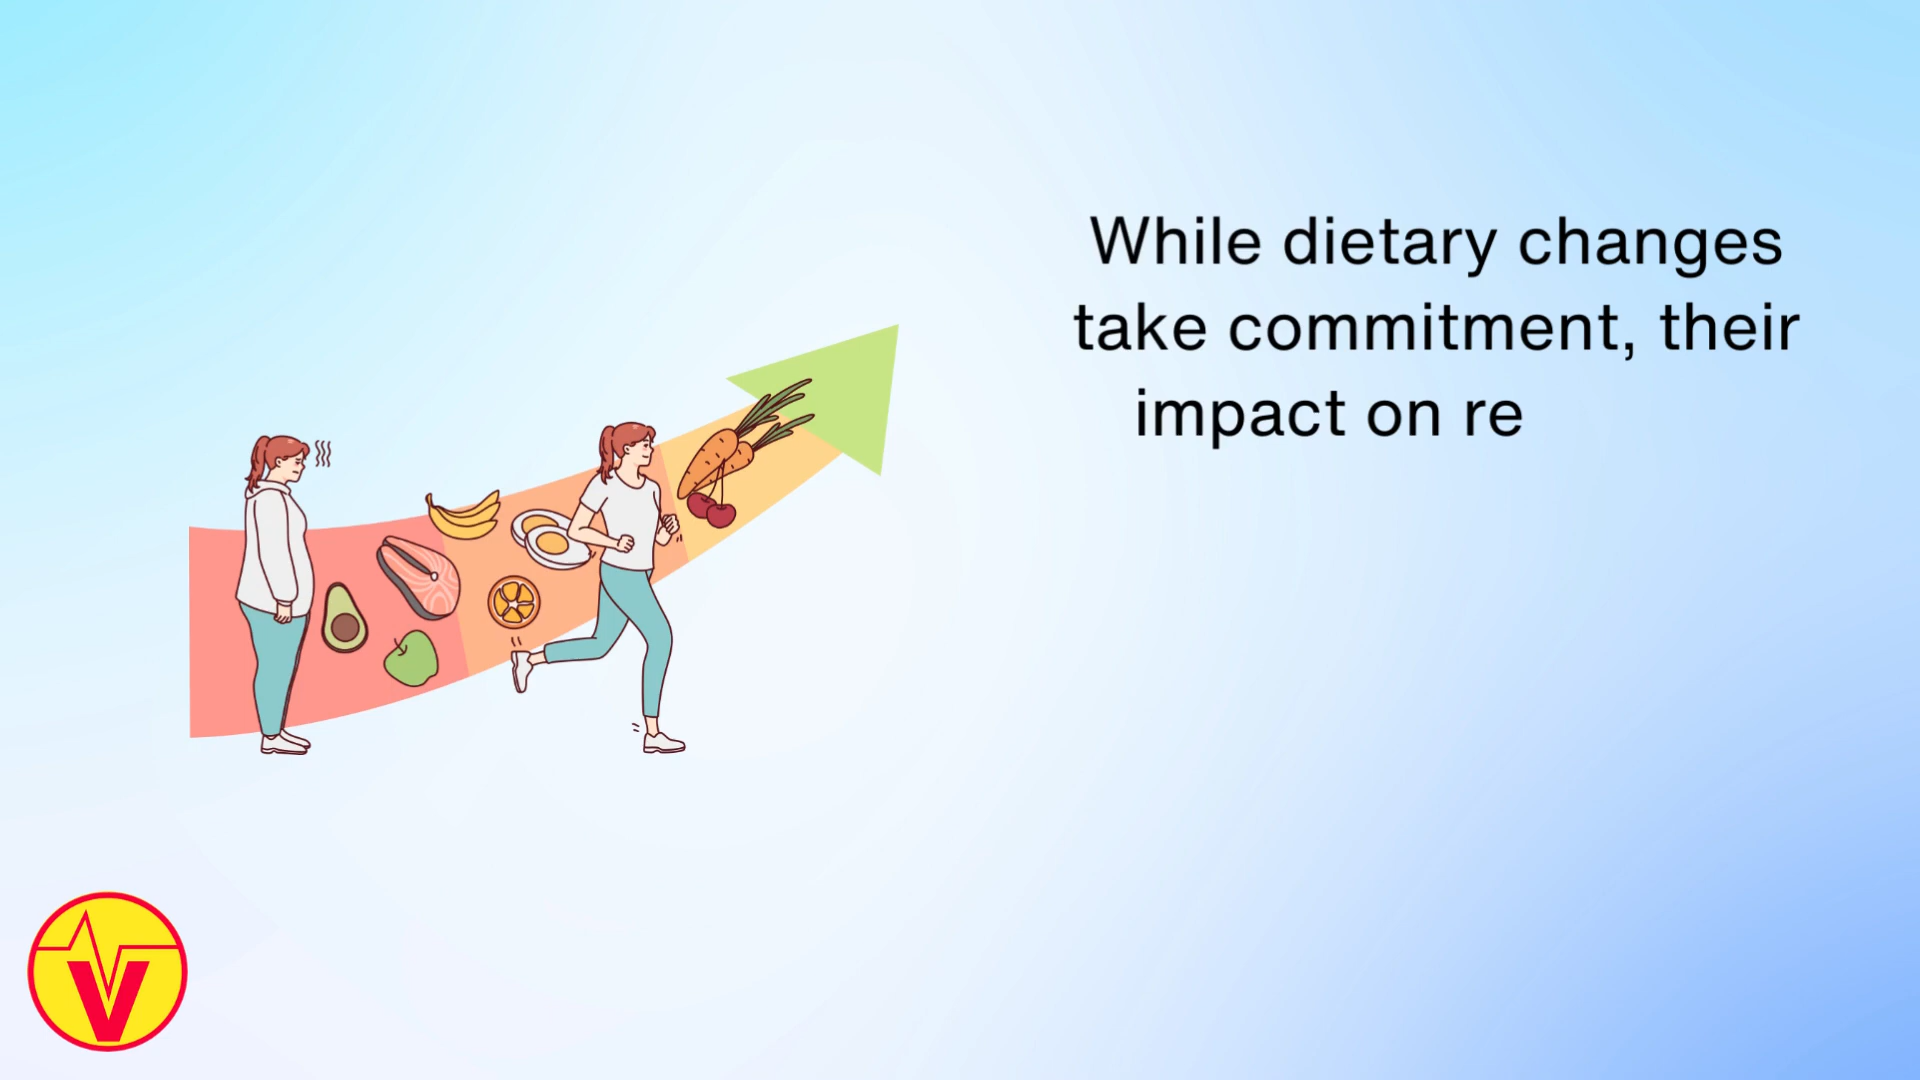 While dietary changes
take commitment, their
impact on re
V